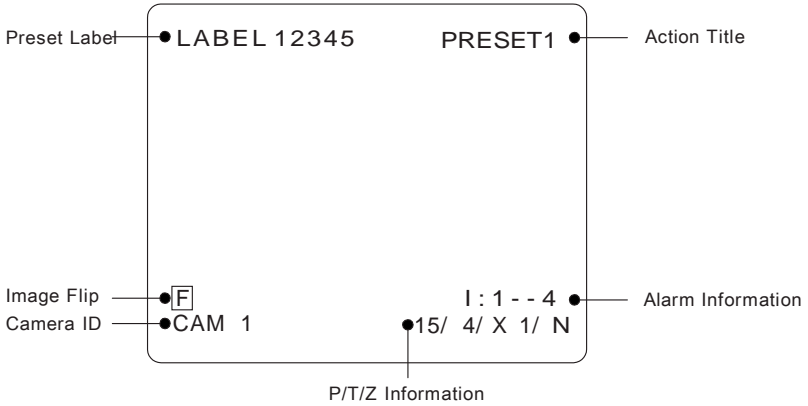 Preset Label LABEL 12345 PRESET1 Action Title
Image Flip F I : 1 - - 4 Alarm Information
Camera ID CAM 1 15/ 4/ X 1/ N
P/T/Z Information